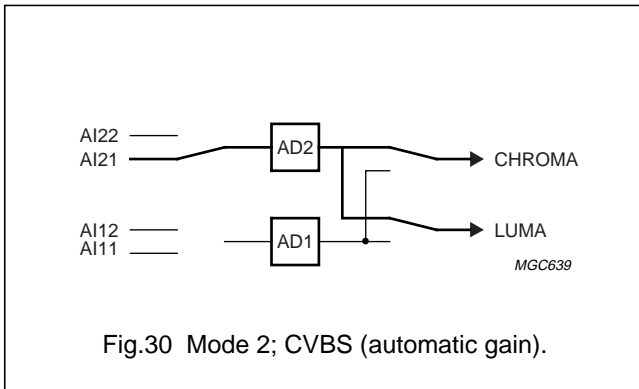 AI22
AI21
AD2
CHROMA
AI12
AI11
AD1
LUMA
MGC639
Fig.30 Mode 2; CVBS (automatic gain).